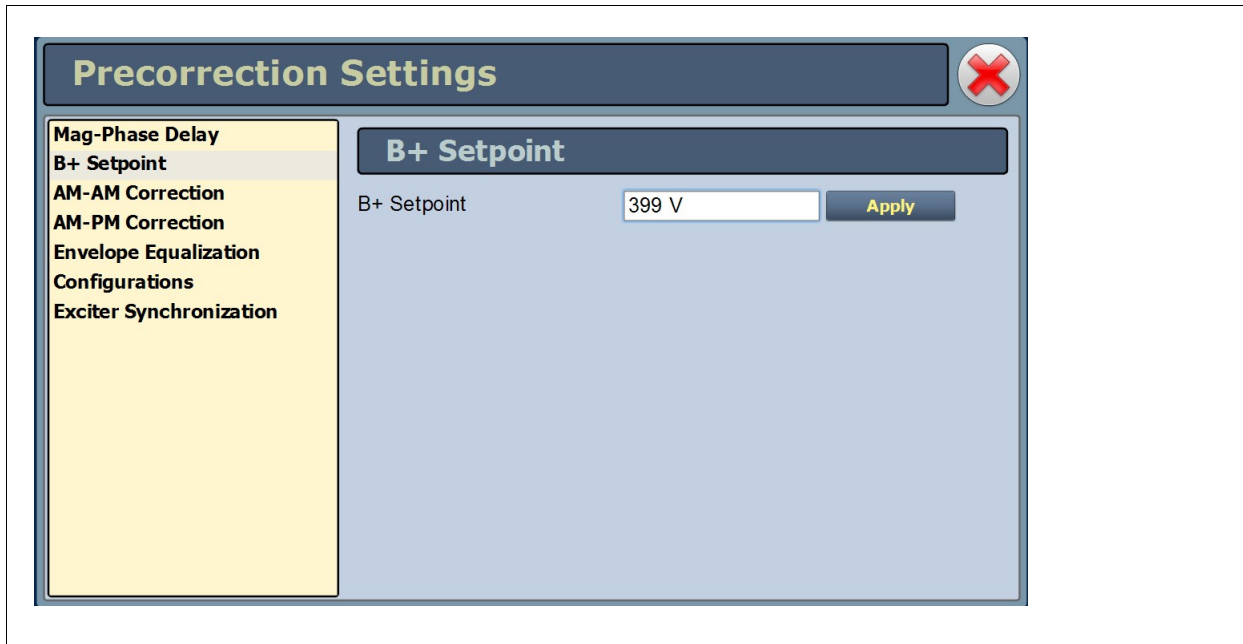 Precorrection Settings
Mag-Phase Delay
B+ Setpoint
AM-AM Correction
AM-PM Correction
Envelope Equalization
Configurations
Exciter Synchronization
B+ Setpoint
B+ Setpoint 399 V Apply